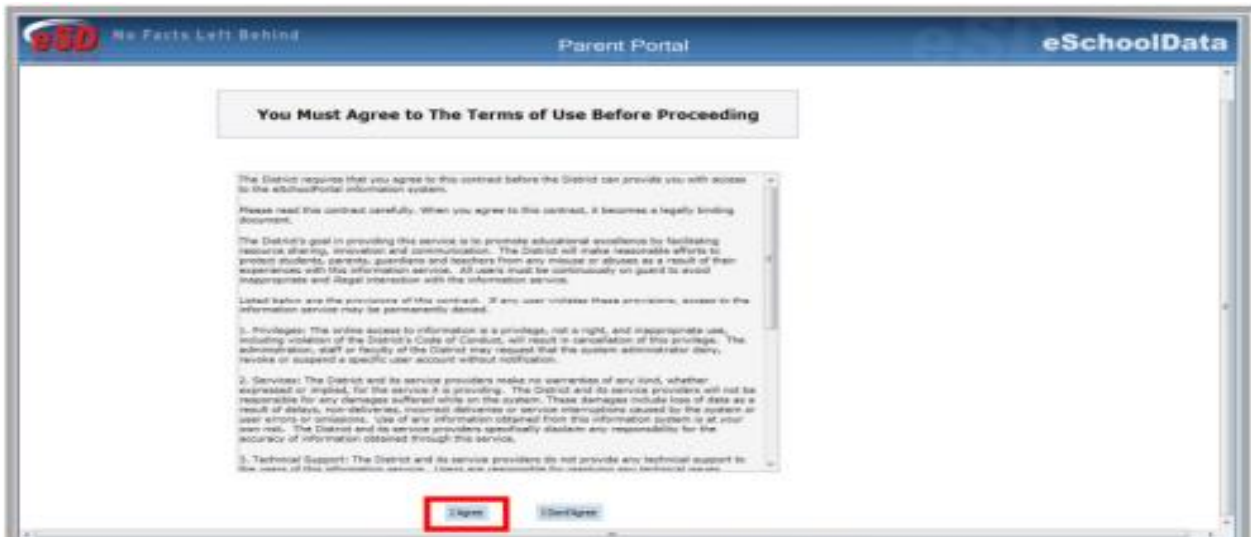 eSD No Facts Left Behind
Parent Portal
eSchoolData
You Must Agree to The Terms of Use Before Proceeding
The District requires that you agree to this contract before the District can provide you with access
to the eSchoolPortal information system.
Please read this contract carefully. When you agree to this contract, it becomes a legally binding
document.
The District's goal in providing this service is to promote educational excellence by facilitating
resource sharing, innovation and communication. The District will make reasonable efforts to
protect students, parents, guardians and teachers from any misuse or abuses as a result of their
experiences with this information service. All users must be continuously on guard to avoid
inappropriate and illegal interaction with the information service.
Listed below are the provisions of this contract. If any user violates these provisions, access to the
information service may be permanently denied.
1. Privileges: The online access to information is a privilege, not a right, and inappropriate use,
including violation of the District's Code of Conduct, will result in cancellation of this privilege. The
administration, staff or faculty of the District may request that the system administrator deny,
revoke or suspend a specific user account without notification.
2. Services: The District and its service providers make no warranties of any kind, whether
expressed or implied, for the service it is providing. The District and its service providers will not be
responsible for any damages suffered while on the system. These damages include loss of data as a
result of delays, non-deliveries, incorrect deliveries or service interruptions caused by the system or
user errors or omissions. Use of any information obtained from this information system is at your
own risk. The District and its service providers specifically disclaim any responsibility for the
accuracy of information obtained through this service.
3. Technical Support: The District and its service providers do not provide any technical support to
the users of this information service. Users are responsible for resolving any technical issues
I Agree
I Don't Agree